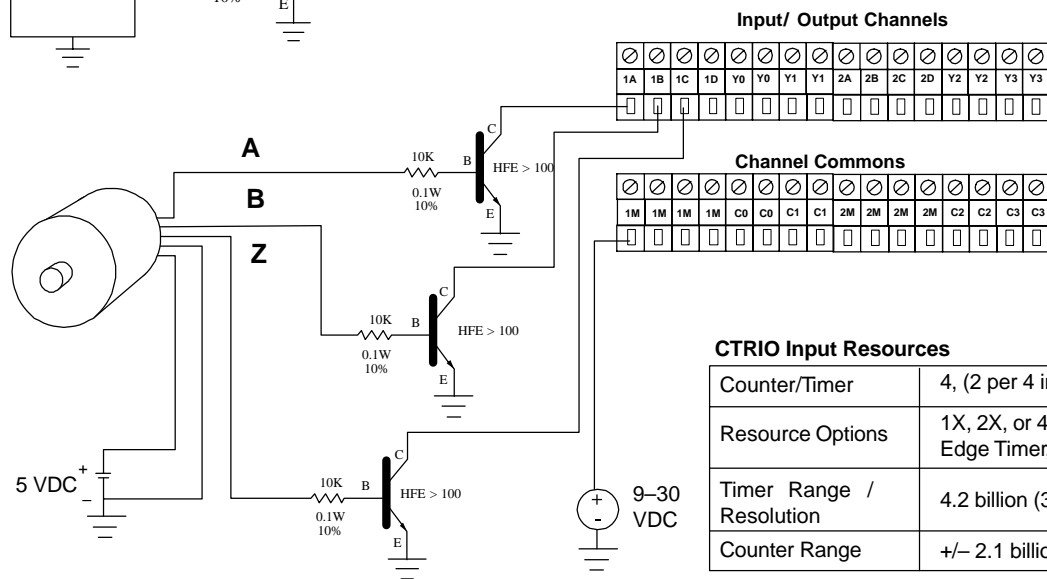 10%
E
Input/ Output Channels
1A 1B 1C 1D Y0 Y0 Y1 Y1 2A 2B 2C 2D Y2 Y2 Y3 Y3
A
10K
B
C
HFE > 100
0.1W
10%
E
B
Z
Channel Commons
1M 1M 1M 1M C0 C0 C1 C1 2M 2M 2M 2M C2 C2 C3 C3
10K
B
C
HFE > 100
0.1W
10%
E
CTRIO Input Resources
Counter/Timer 4, (2 per 4
Resource Options 1X, 2X, or 4
Edge Timer
Timer Range / Resolution 4.2 billion (3
Counter Range +/– 2.1 billio
5 VDC
+
–
10K
B
C
HFE > 100
0.1W
10%
E
+
-
9–30
VDC